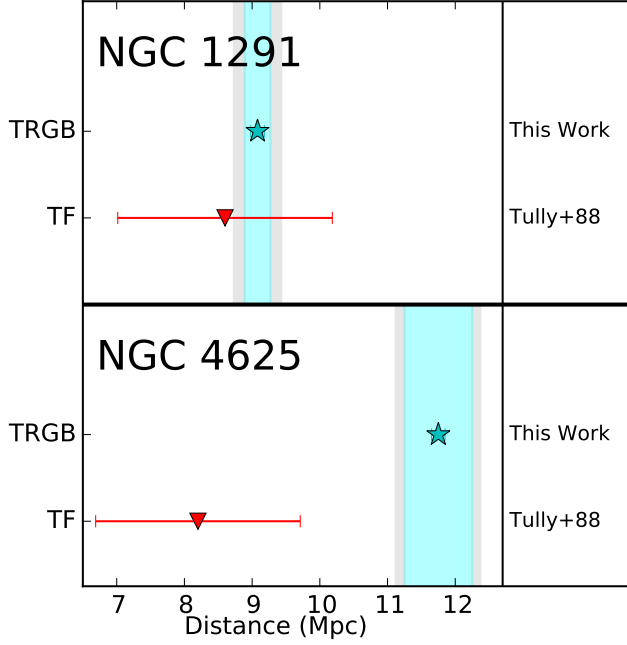 NGC 1291
TRGB
This Work
TF
Tully+88
NGC 4625
TRGB
This Work
TF
Tully+88
7 8 9 10 11 12
Distance (Mpc)